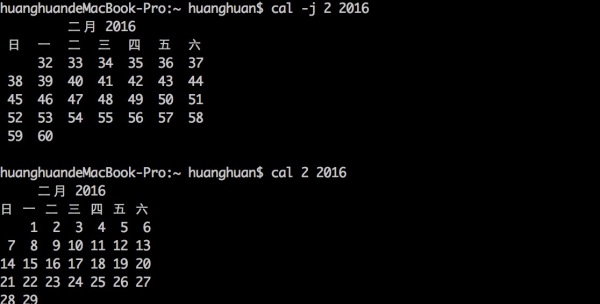 huanghuandeMacBook-Pro:~ huanghuan$ cal -j 2 2016
二月 2016
日 一 二 三 四 五 六
32 33 34 35 36 37
38 39 40 41 42 43 44
45 46 47 48 49 50 51
52 53 54 55 56 57 58
59 60
huanghuandeMacBook-Pro:~ huanghuan$ cal 2 2016
二月 2016
日 一 二 三 四 五 六
1 2 3 4 5 6
7 8 9 10 11 12 13
14 15 16 17 18 19 20
21 22 23 24 25 26 27
28 29